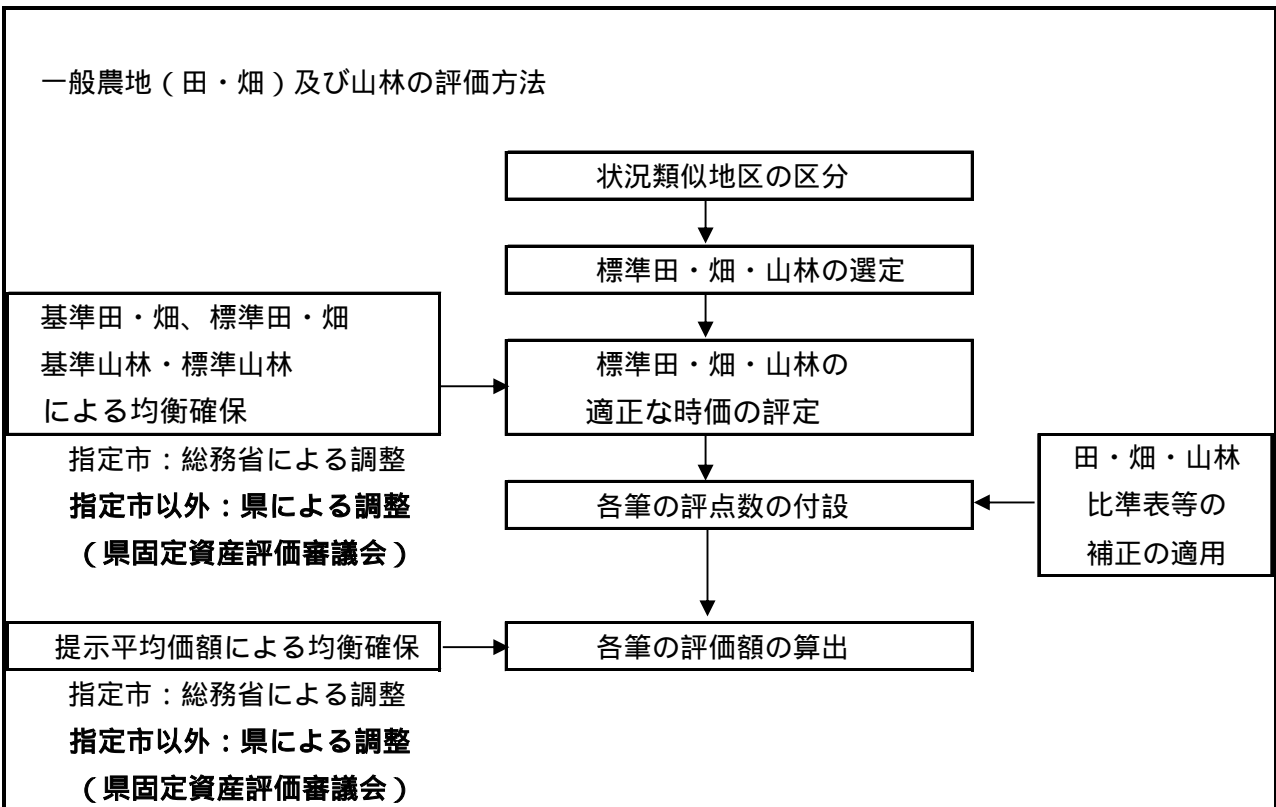 一般農地（田・畑）及び山林の評価方法
状況類似地区の区分
標準田・畑・山林の選定
基準田・畑、標準田・畑
基準山林・標準山林
による均衡確保
標準田・畑・山林の
適正な時価の評定
指定市：総務省による調整
指定市以外：県による調整
（県固定資産評価審議会）
各筆の評点数の付設
田・畑・山林
比準表等の
補正の適用
提示平均価額による均衡確保
各筆の評価額の算出
指定市：総務省による調整
指定市以外：県による調整
（県固定資産評価審議会）